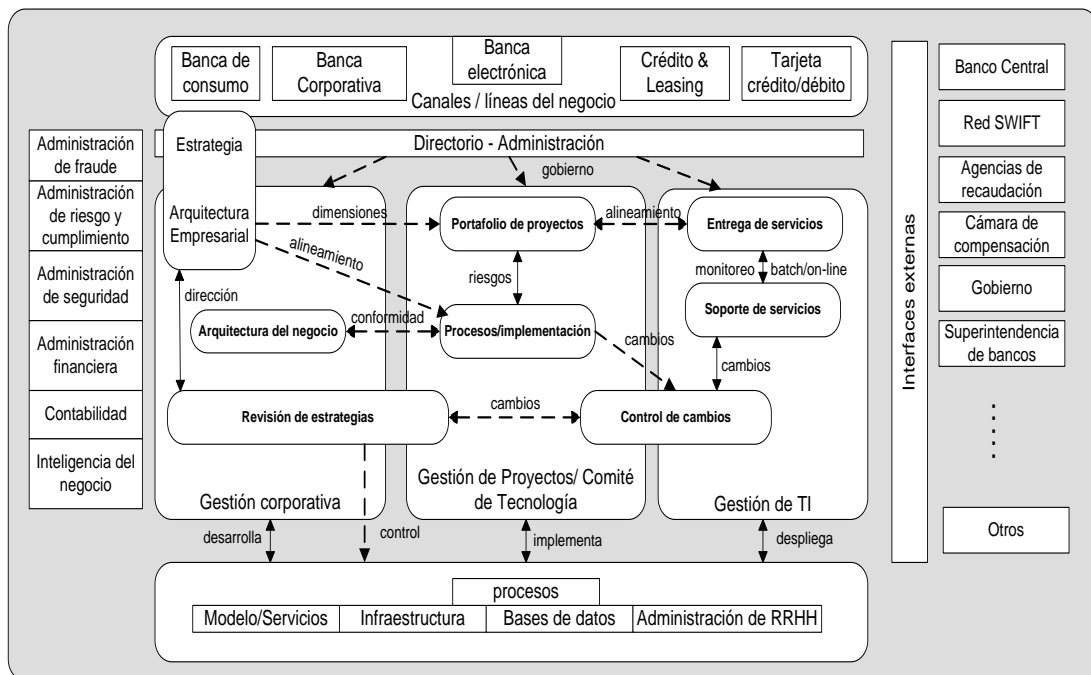 Banca de
consumo
Banca
Corporativa
Banca
electrónica
Crédito &
Leasing
Tarjeta
crédito/débito
Canales / líneas del negocio
Directorio - Administración
gobierno
Estrategia
Arquitectura
Empresarial
Administración
de fraude
Administración
de riesgo y
cumplimiento
Administración
de seguridad
Administración
financiera
Contabilidad
Inteligencia del
negocio
dimensiones
alineamiento
dirección
Arquitectura del negocio
conformidad
Revisión de estrategias
Gestión corporativa
Portafolio de proyectos
riesgos
Procesos/implementación
cambios
cambios
Gestión de Proyectos/ Comité
de Tecnología
alineamiento
Entrega de servicios
monitoreo
batch/on-line
Soporte de servicios
cambios
Control de cambios
Gestión de TI
desarrolla
control
implementa
despliega
procesos
Modelo/Servicios
Infraestructura
Bases de datos
Administración de RRHH
Interfaces externas
Banco Central
Red SWIFT
Agencias de
recaudación
Cámara de
compensación
Gobierno
Superintendencia
de bancos
Otros